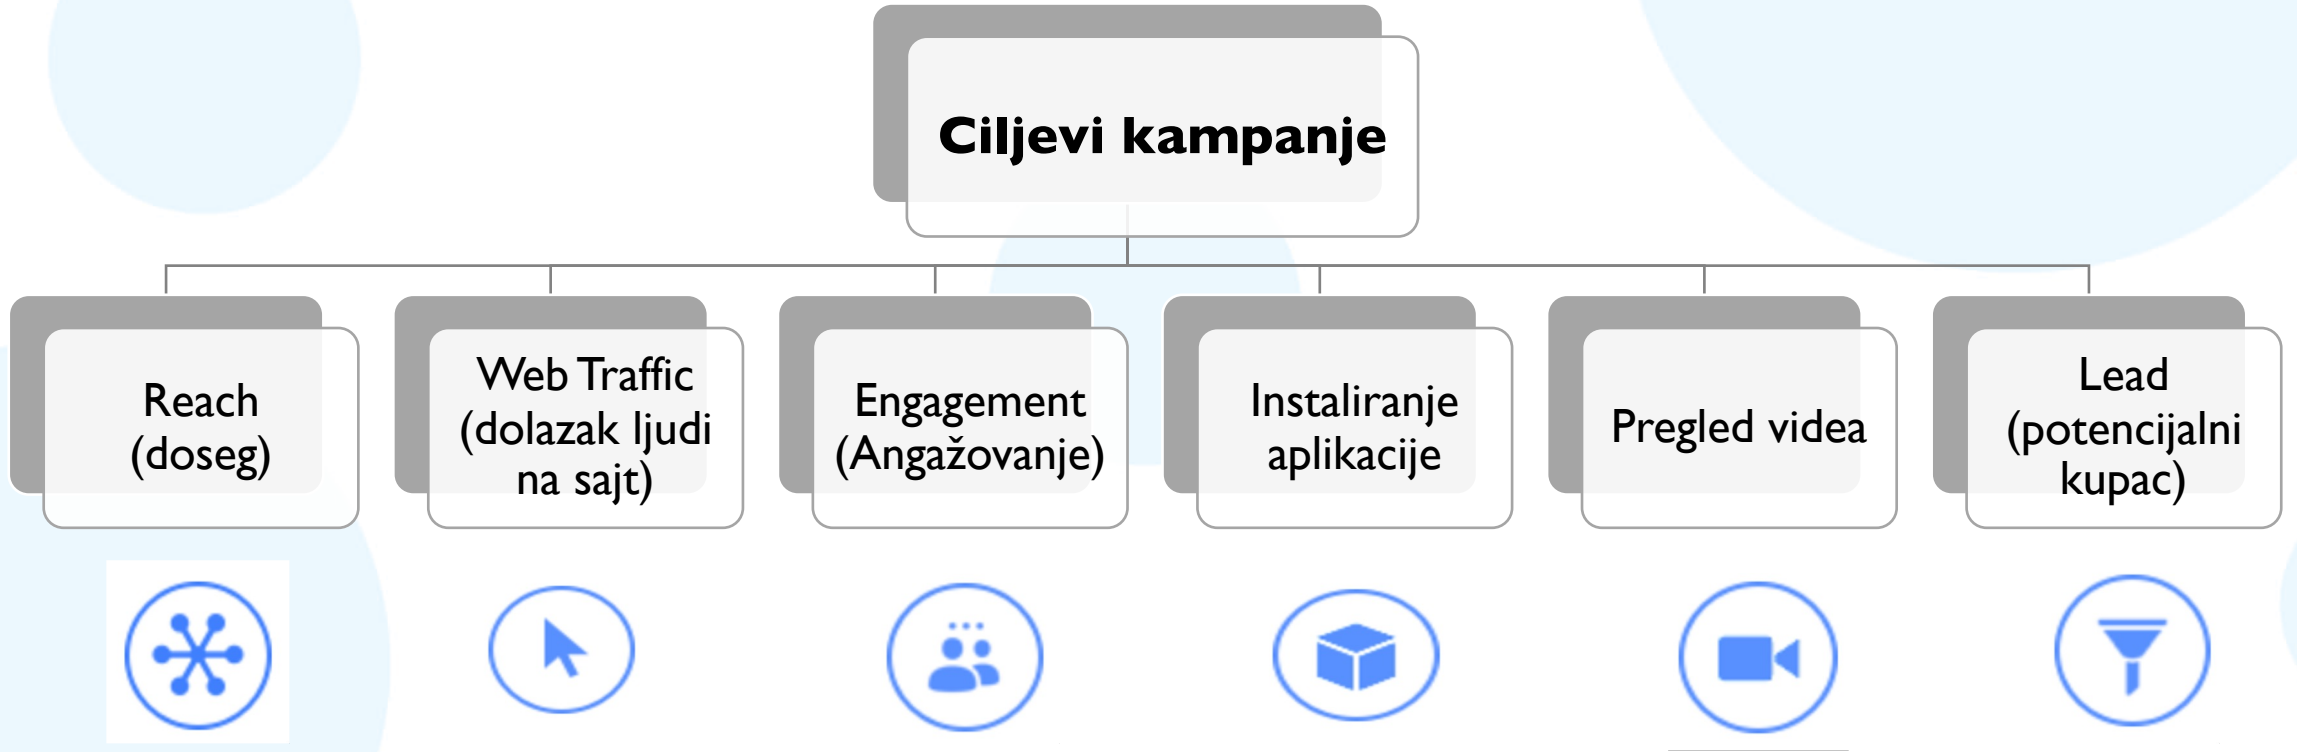 Ciljevi kampanje
Reach
(doseg)
Web Traffic
(dolazak ljudi
na sajt)
Engagement
(Angažovanje)
Instaliranje
aplikacije
Pregled videa
Lead
(potencijalni
kupac)